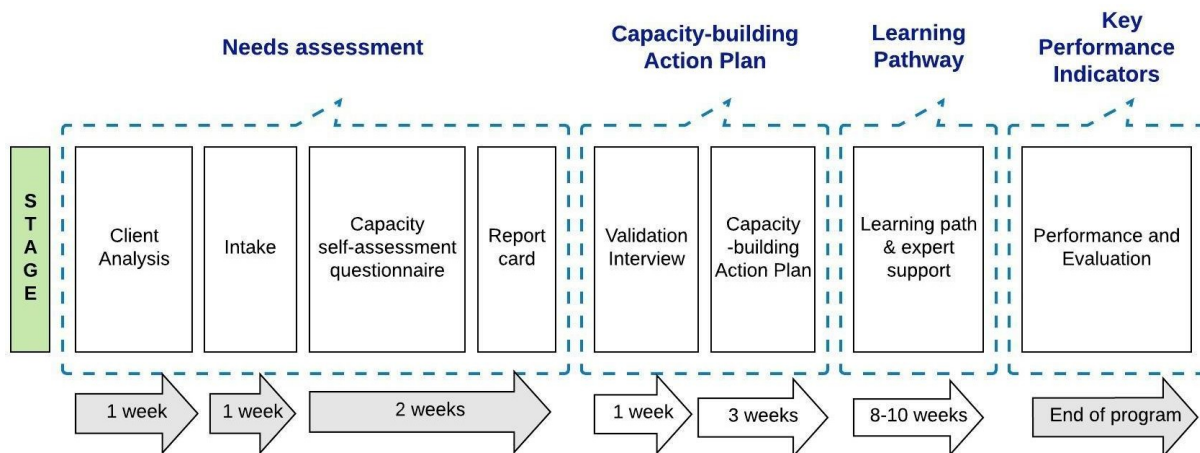 Needs assessment
Capacity-building
Action Plan
Learning
Pathway
Key
Performance
Indicators
S
T
A
G
E
Client
Analysis
Intake
Capacity
self-assessment
questionnaire
Report
card
Validation
Interview
Capacity
-building
Action Plan
Learning path
& expert
support
Performance and
Evaluation
1 week
1 week
2 weeks
1 week
3 weeks
8-10 weeks
End of program